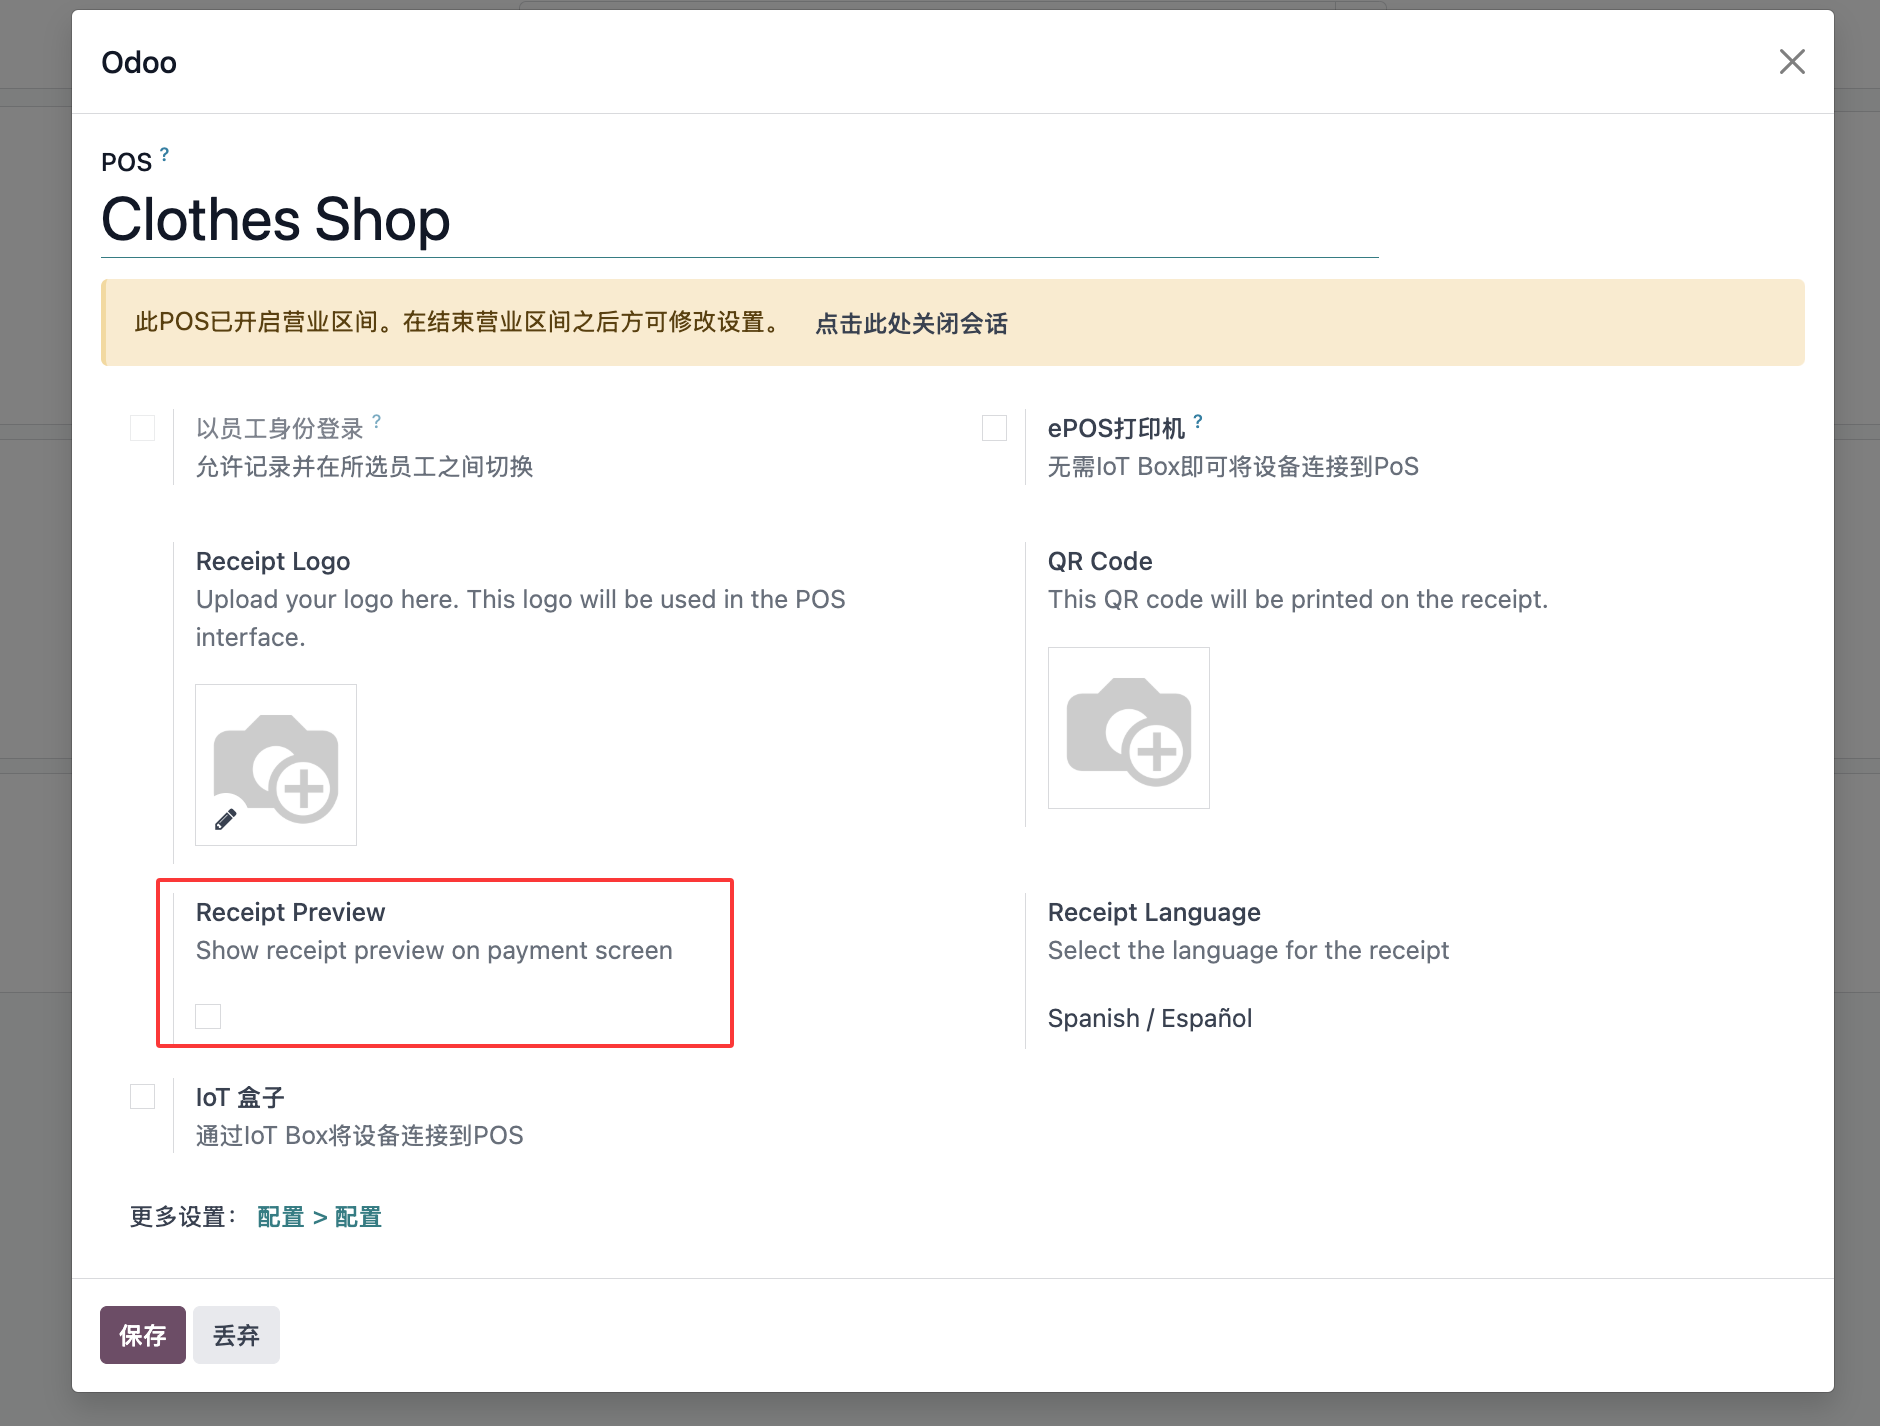 Odoo
POS ?
Clothes Shop
此POS已开启营业区间。在结束营业区间之后方可修改设置。 点击此处关闭会话
以员工身份登录 ?
允许记录并在所选员工之间切换
ePOS打印机 ?
无需IoT Box即可将设备连接到PoS
Receipt Logo
Upload your logo here. This logo will be used in the POS
interface.
QR Code
This QR code will be printed on the receipt.
Receipt Preview
Show receipt preview on payment screen
Receipt Language
Select the language for the receipt
Spanish / Español
IoT 盒子
通过IoT Box将设备连接到POS
更多设置： 配置 > 配置
保存
丢弃